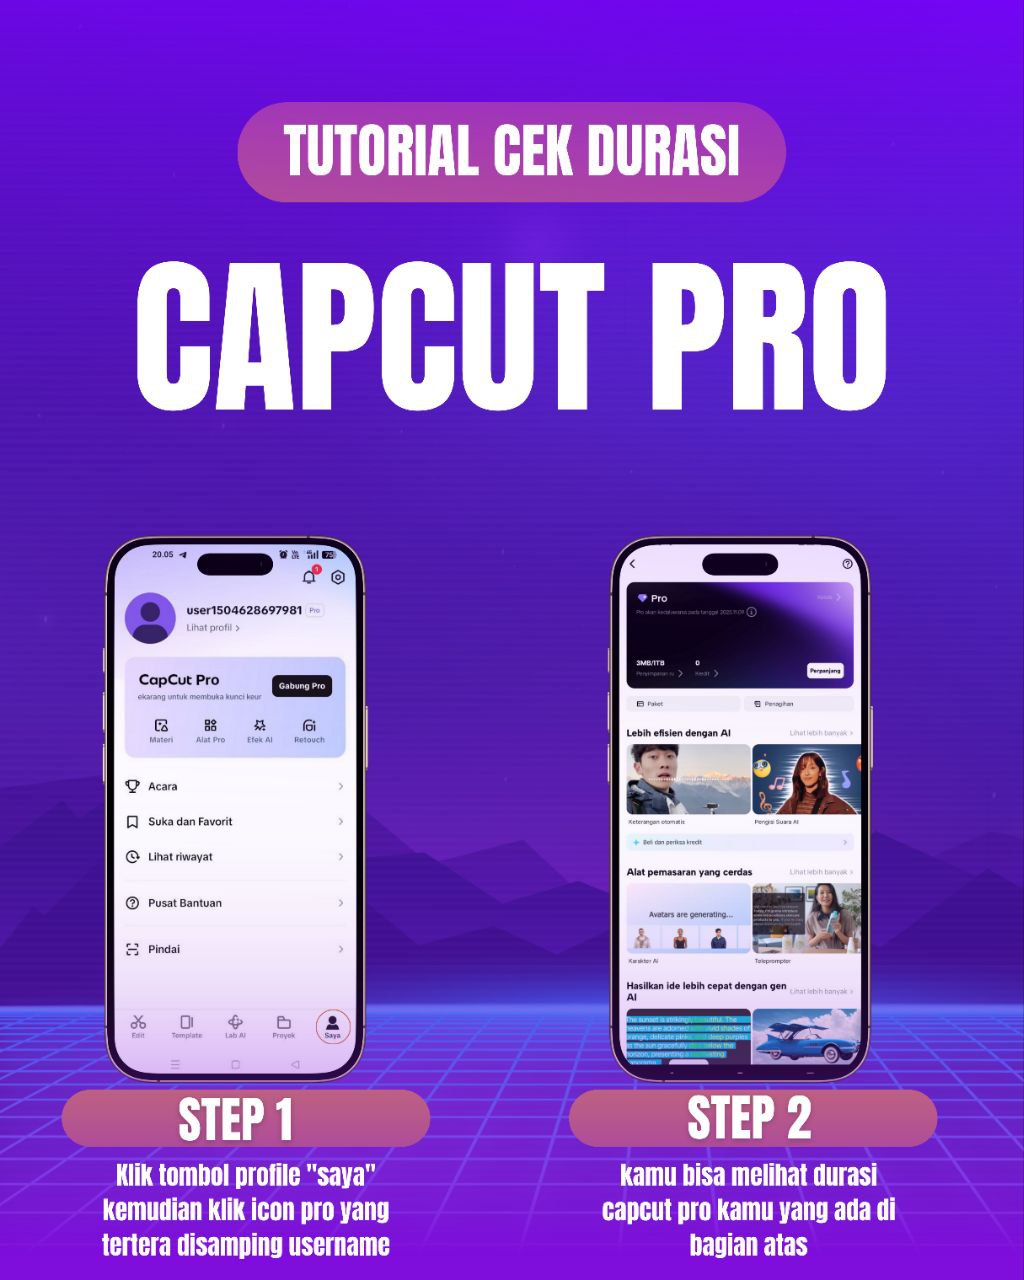 TUTORIAL CEK DURASI
CAPCUT PRO
20.05
user1504628697981 Pro
Lihat profil >
CapCut Pro
ekarang untuk membuka kunci keur
Gabung Pro
Materi Alat Pro Efek AI Retouch
Acara
Suka dan Favorit
Lihat riwayat
Pusat Bantuan
Pindai
Edit Template Lab AI Proyek Saya
Pro
Pro akan kedaluwarsa pada tanggal
3MB/1TB 0
Kredit
Perpanjang
Paket Penagihan
Lebih efisien dengan AI Lihat lebih banyak >
Keterangan otomatis Pengisi Suara AI
Beli dan periksa kredit
Alat pemasaran yang cerdas Lihat lebih banyak >
Avatars are generating...
Karakter AI Teleprompter
Hasilkan ide lebih cepat dengan gen
AI Lihat lebih banyak >
STEP 1
Klik tombol profile "saya"
kemudian klik icon pro yang
tertera disamping username
STEP 2
kamu bisa melihat durasi
capcut pro kamu yang ada di
bagian atas